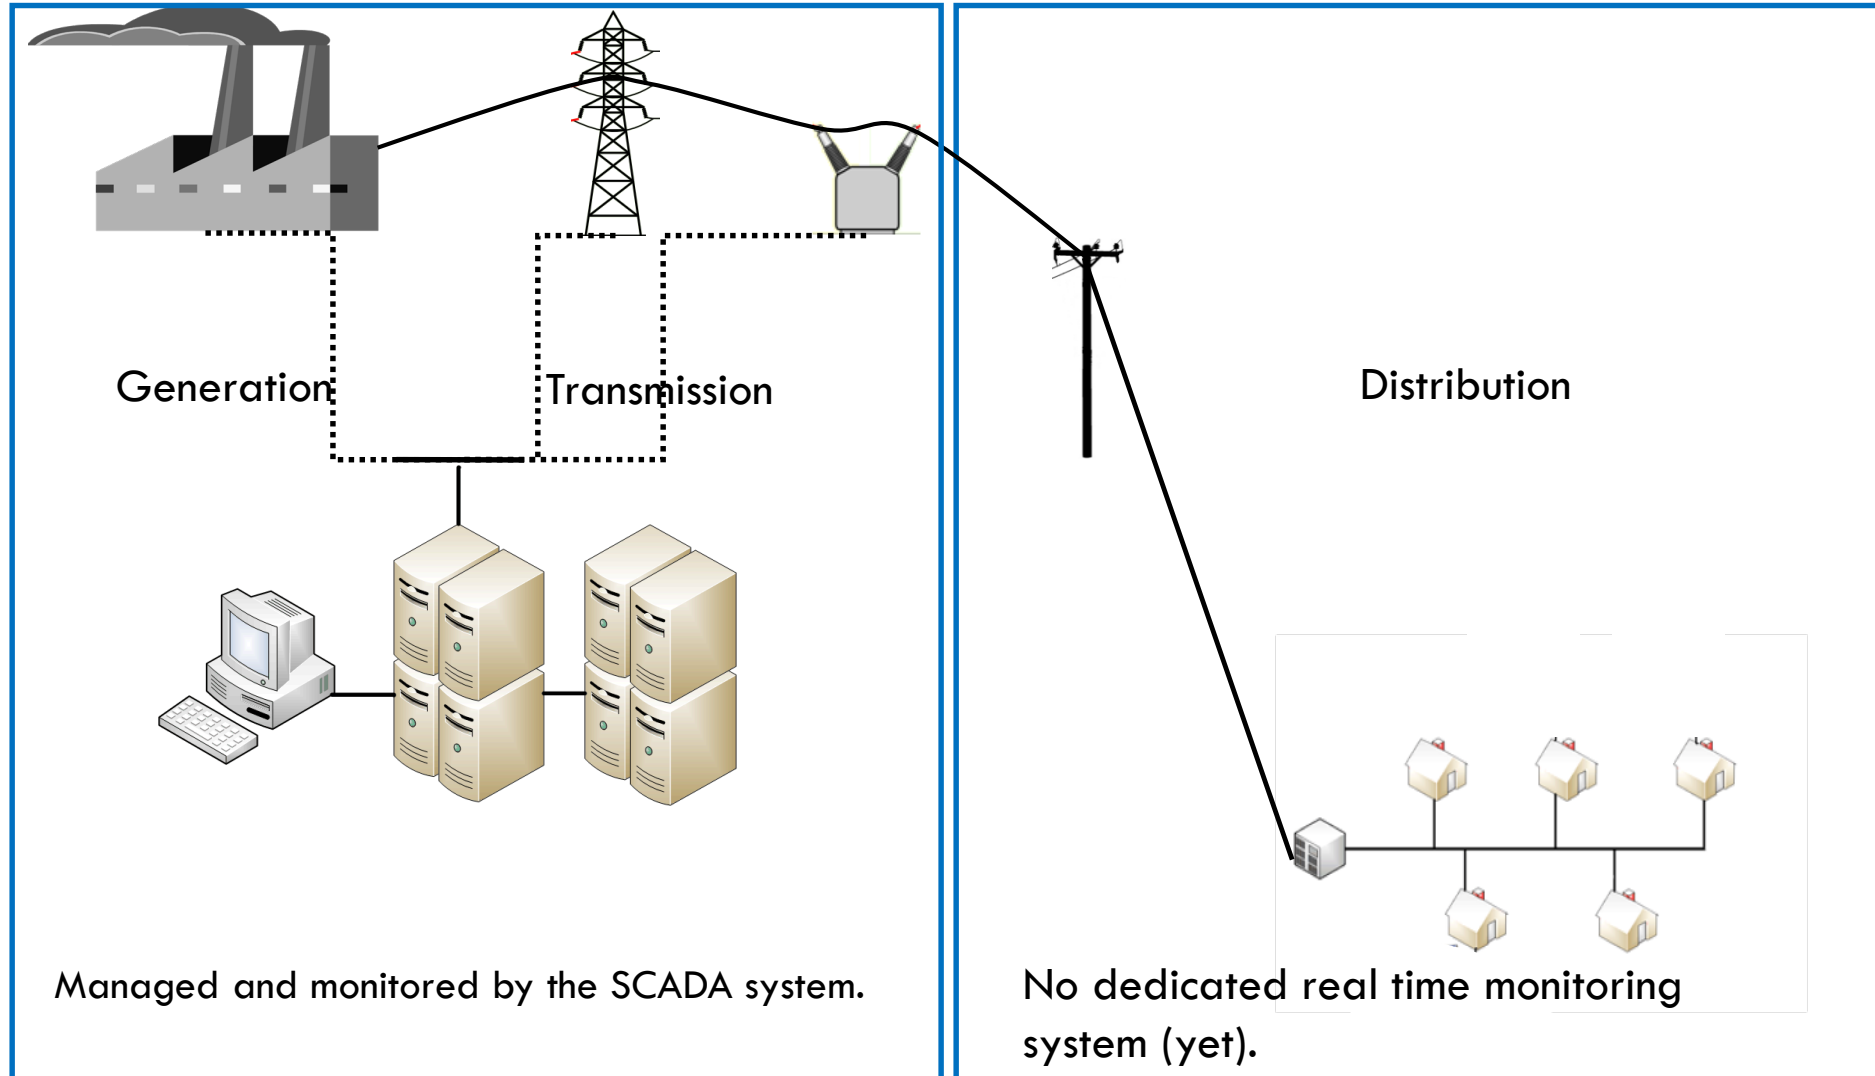 Generation
Transmission
Distribution
Managed and monitored by the SCADA system.
No dedicated real time monitoring
system (yet).